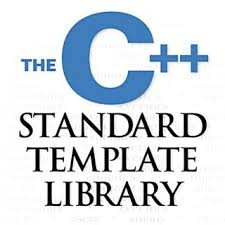 THE C++
STANDARD
TEMPLATE
LIBRARY